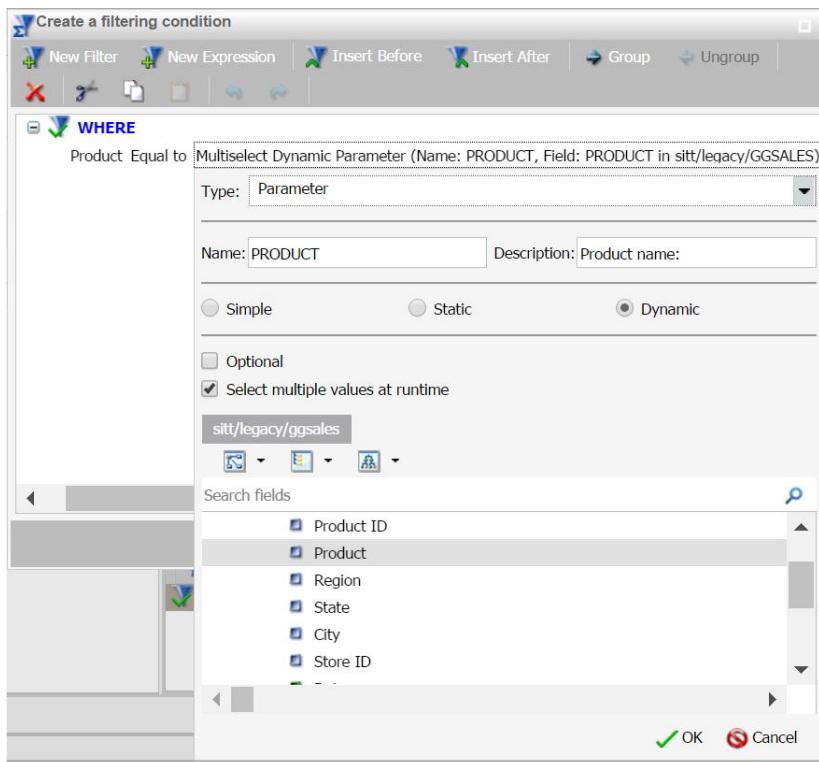 Create a filtering condition
New Filter New Expression Insert Before Insert After Group Ungroup
WHERE
Product Equal to Multiselect Dynamic Parameter (Name: PRODUCT, Field: PRODUCT in sitt/legacy/GGSALES)
Type: Parameter
Name: PRODUCT Description: Product name:
Simple Static Dynamic
Optional
Select multiple values at runtime
sitt/legacy/ggsales
Search fields
Product ID
Product
Region
State
City
Store ID
OK Cancel